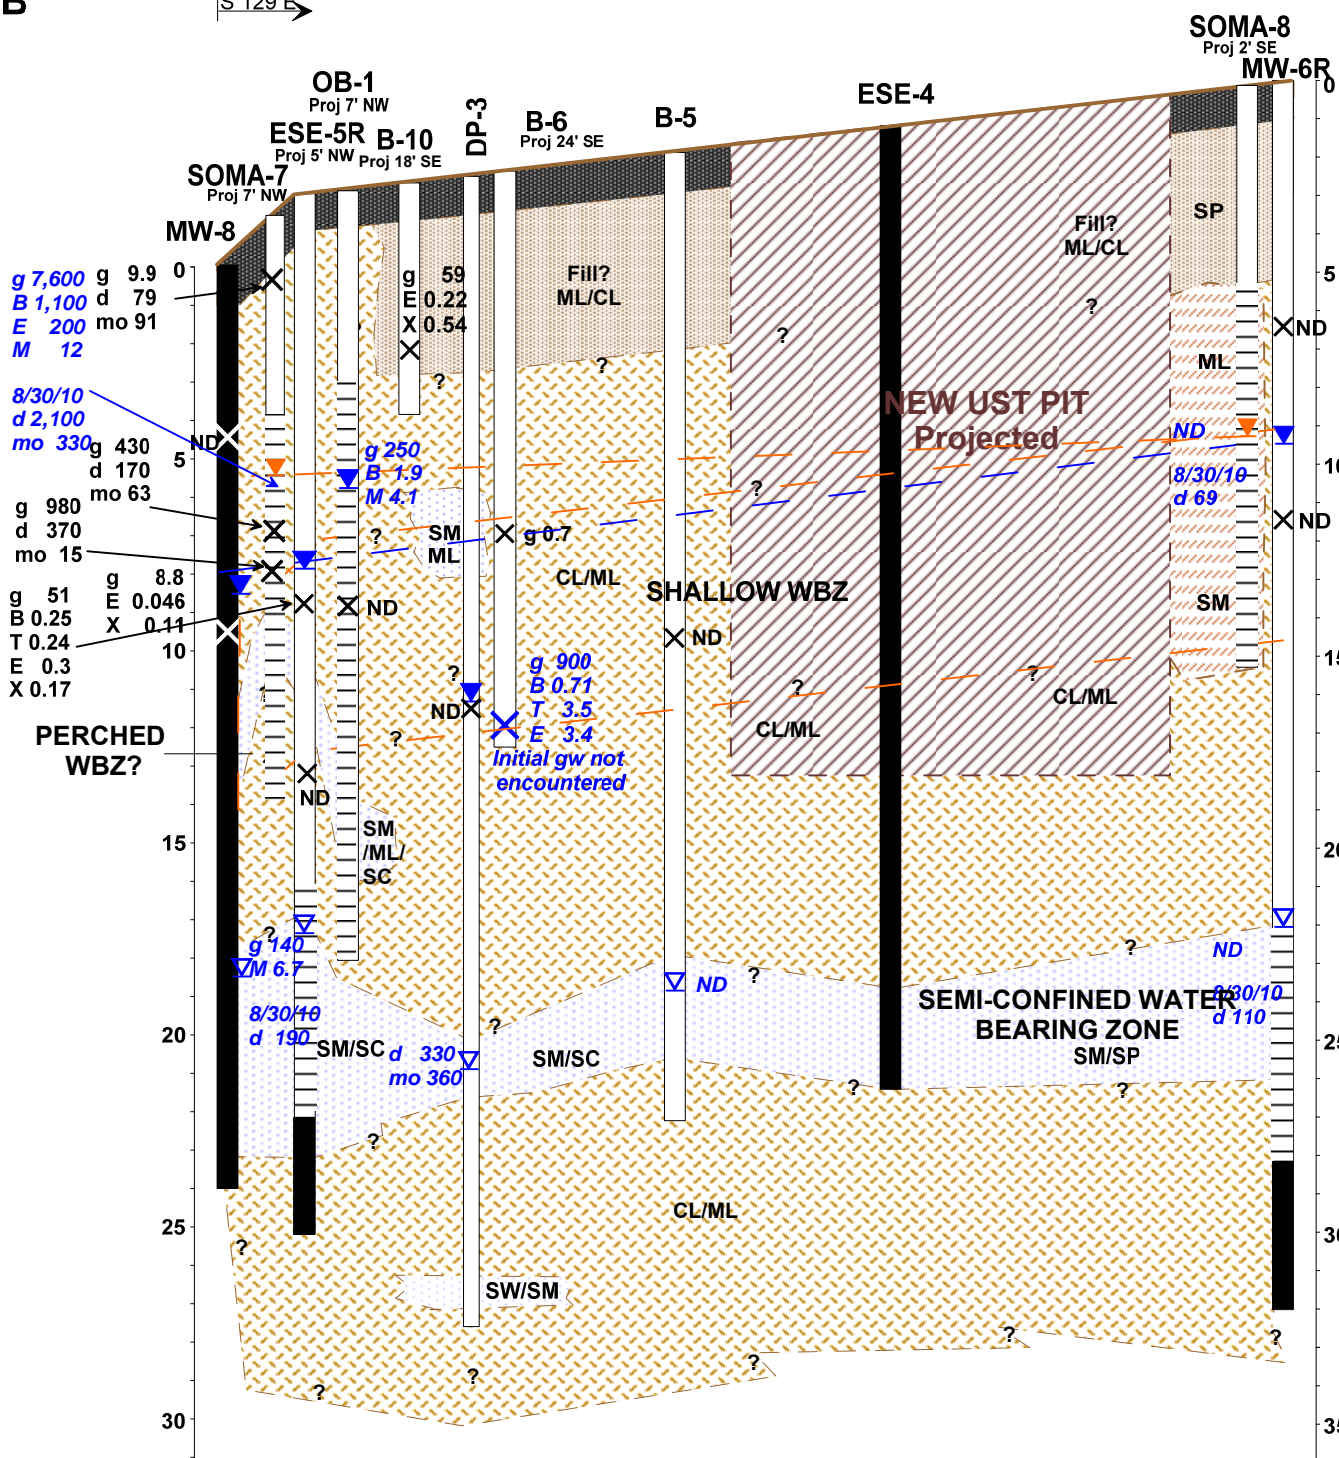 B
S 129 E
SOMA-8
Proj 2' SE
MW-6R
OB-1
Proj 7' NW
ESE-5R
Proj 5' NW
B-10
Proj 18' SE
DP-3
B-6
Proj 24' SE
B-5
ESE-4
SOMA-7
Proj 7' NW
MW-8
0
5
10
15
20
25
30
0
5
g 7,600
B 1,100
E 200
M 12
g 9.9
d 79
mo 91
8/30/10
d 2,100
mo 330
ND
g 430
d 170
mo 63
g 980
d 370
mo 15
g 8.8
E 0.046
X 0.11
g 51
B 0.25
T 0.24
E 0.3
X 0.17
PERCHED
WBZ?
g 59
E 0.22
X 0.54
Fill?
ML/CL
?
?
g 250
B 1.9
M 4.1
?
SM
ML
g 0.7
CL/ML
SHALLOW WBZ
ND
ND
ND
?
ND
g 900
B 0.71
T 3.5
E 3.4
Initial gw not
encountered
?
?
ND
SM
/ML/
SC
Fill?
ML/CL
?
?
NEW UST PIT
Projected
?
?
?
CL/ML
CL/ML
SP
ML
SM
ND
ND
ND
8/30/10
d 69
?
g 140
M 6.7
8/30/10
d 190
SM/SC
d 330
mo 360
?
SM/SC
ND
?
?
SEMI-CONFINED WATER
BEARING ZONE
SM/SP
ND
8/30/10
d 110
?
?
?
CL/ML
?
SW/SM
?
?
?
?
?